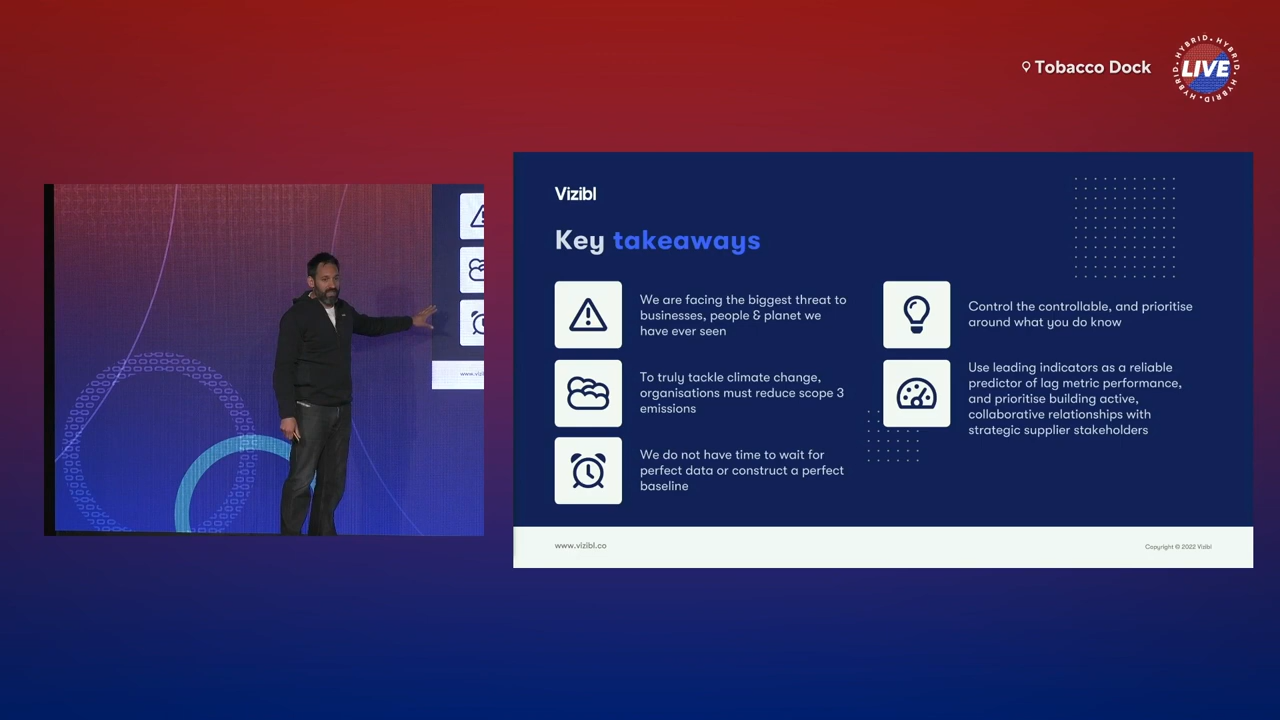 Tobacco Dock
HYBRID • HYBRID • HYBRID • HYBRID •
LIVE
Vizibl
Key takeaways
We are facing the biggest threat to
businesses, people & planet we
have ever seen
To truly tackle climate change,
organisations must reduce scope 3
emissions
We do not have time to wait for
perfect data or construct a perfect
baseline
Control the controllable, and prioritise
around what you do know
Use leading indicators as a reliable
predictor of lag metric performance,
and prioritise building active,
collaborative relationships with
strategic supplier stakeholders
www.vizibl.co
Copyright © 2022 Vizibl